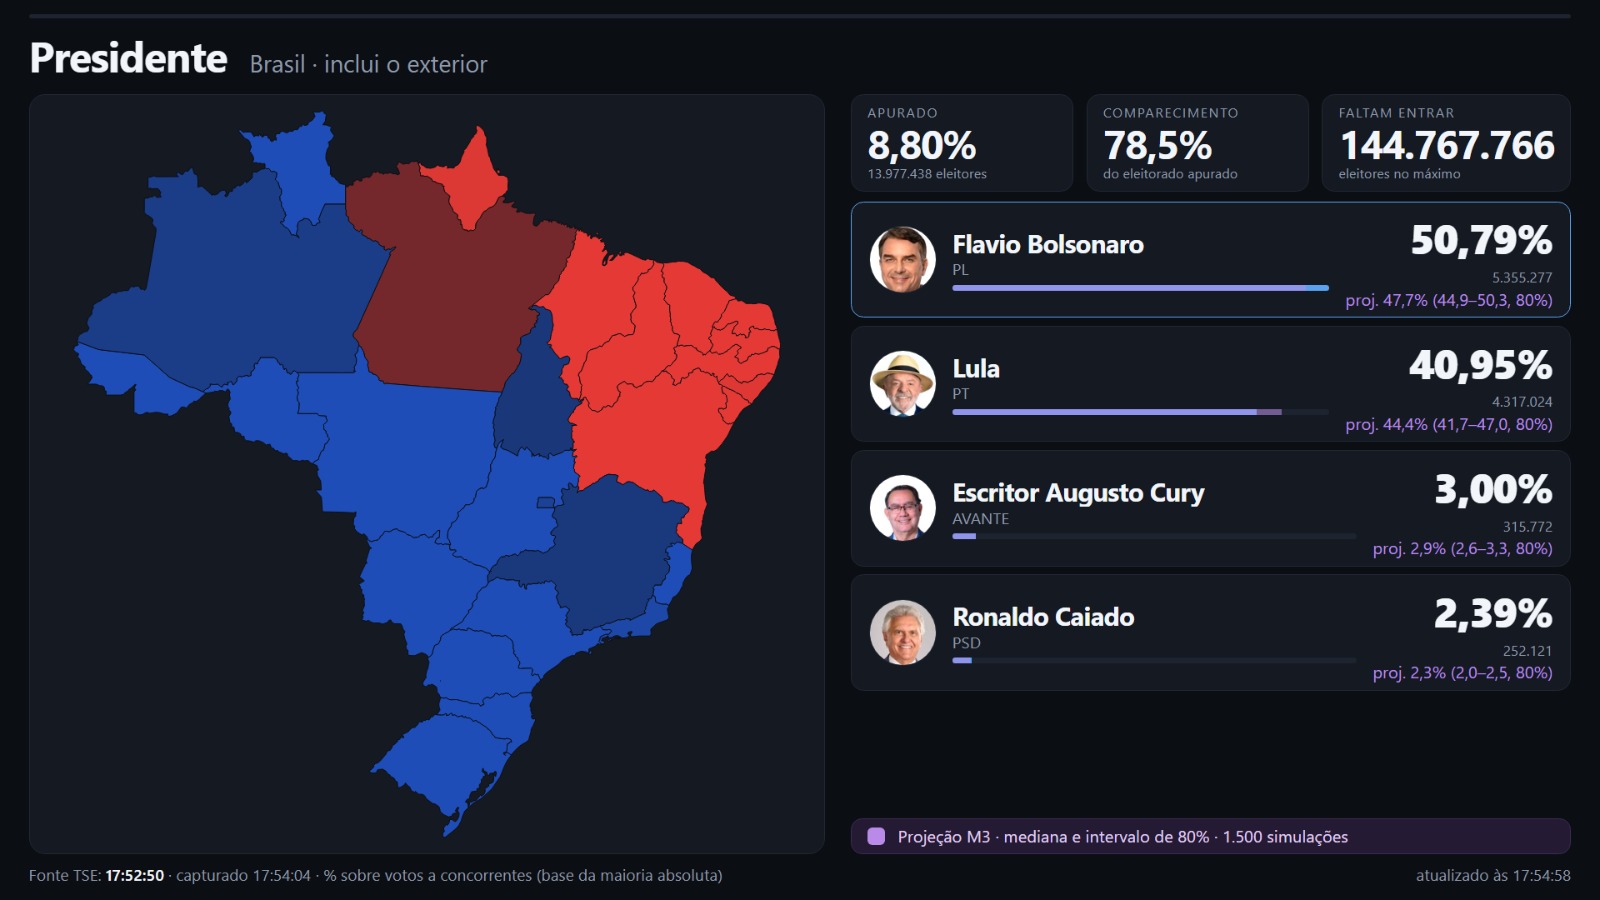 Presidente Brasil · inclui o exterior
APURADO
8,80%
13.977.438 eleitores
COMPARECIMENTO
78,5%
do eleitorado apurado
FALTAM ENTRAR
144.767.766
eleitores no máximo
Flavio Bolsonaro
PL
50,79%
5.355.277
proj. 47,7% (44,9–50,3, 80%)
Lula
PT
40,95%
4.317.024
proj. 44,4% (41,7–47,0, 80%)
Escritor Augusto Cury
AVANTE
3,00%
315.772
proj. 2,9% (2,6–3,3, 80%)
Ronaldo Caiado
PSD
2,39%
252.121
proj. 2,3% (2,0–2,5, 80%)
Projeção M3 · mediana e intervalo de 80% · 1.500 simulações
Fonte TSE: 17:52:50 · capturado 17:54:04 · % sobre votos a concorrentes (base da maioria absoluta)
atualizado às 17:54:58